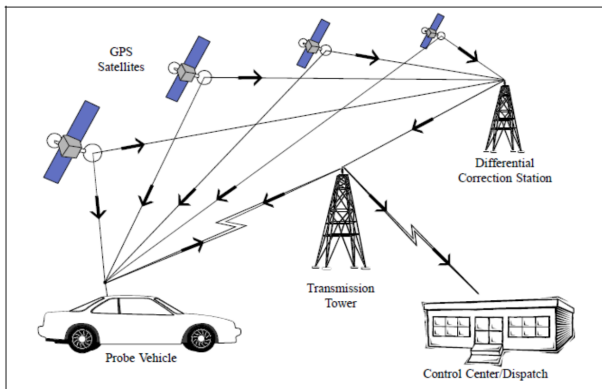 GPS
Satellites
Differential
Correction Station
Transmission
Tower
Probe Vehicle
Control Center/Dispatch